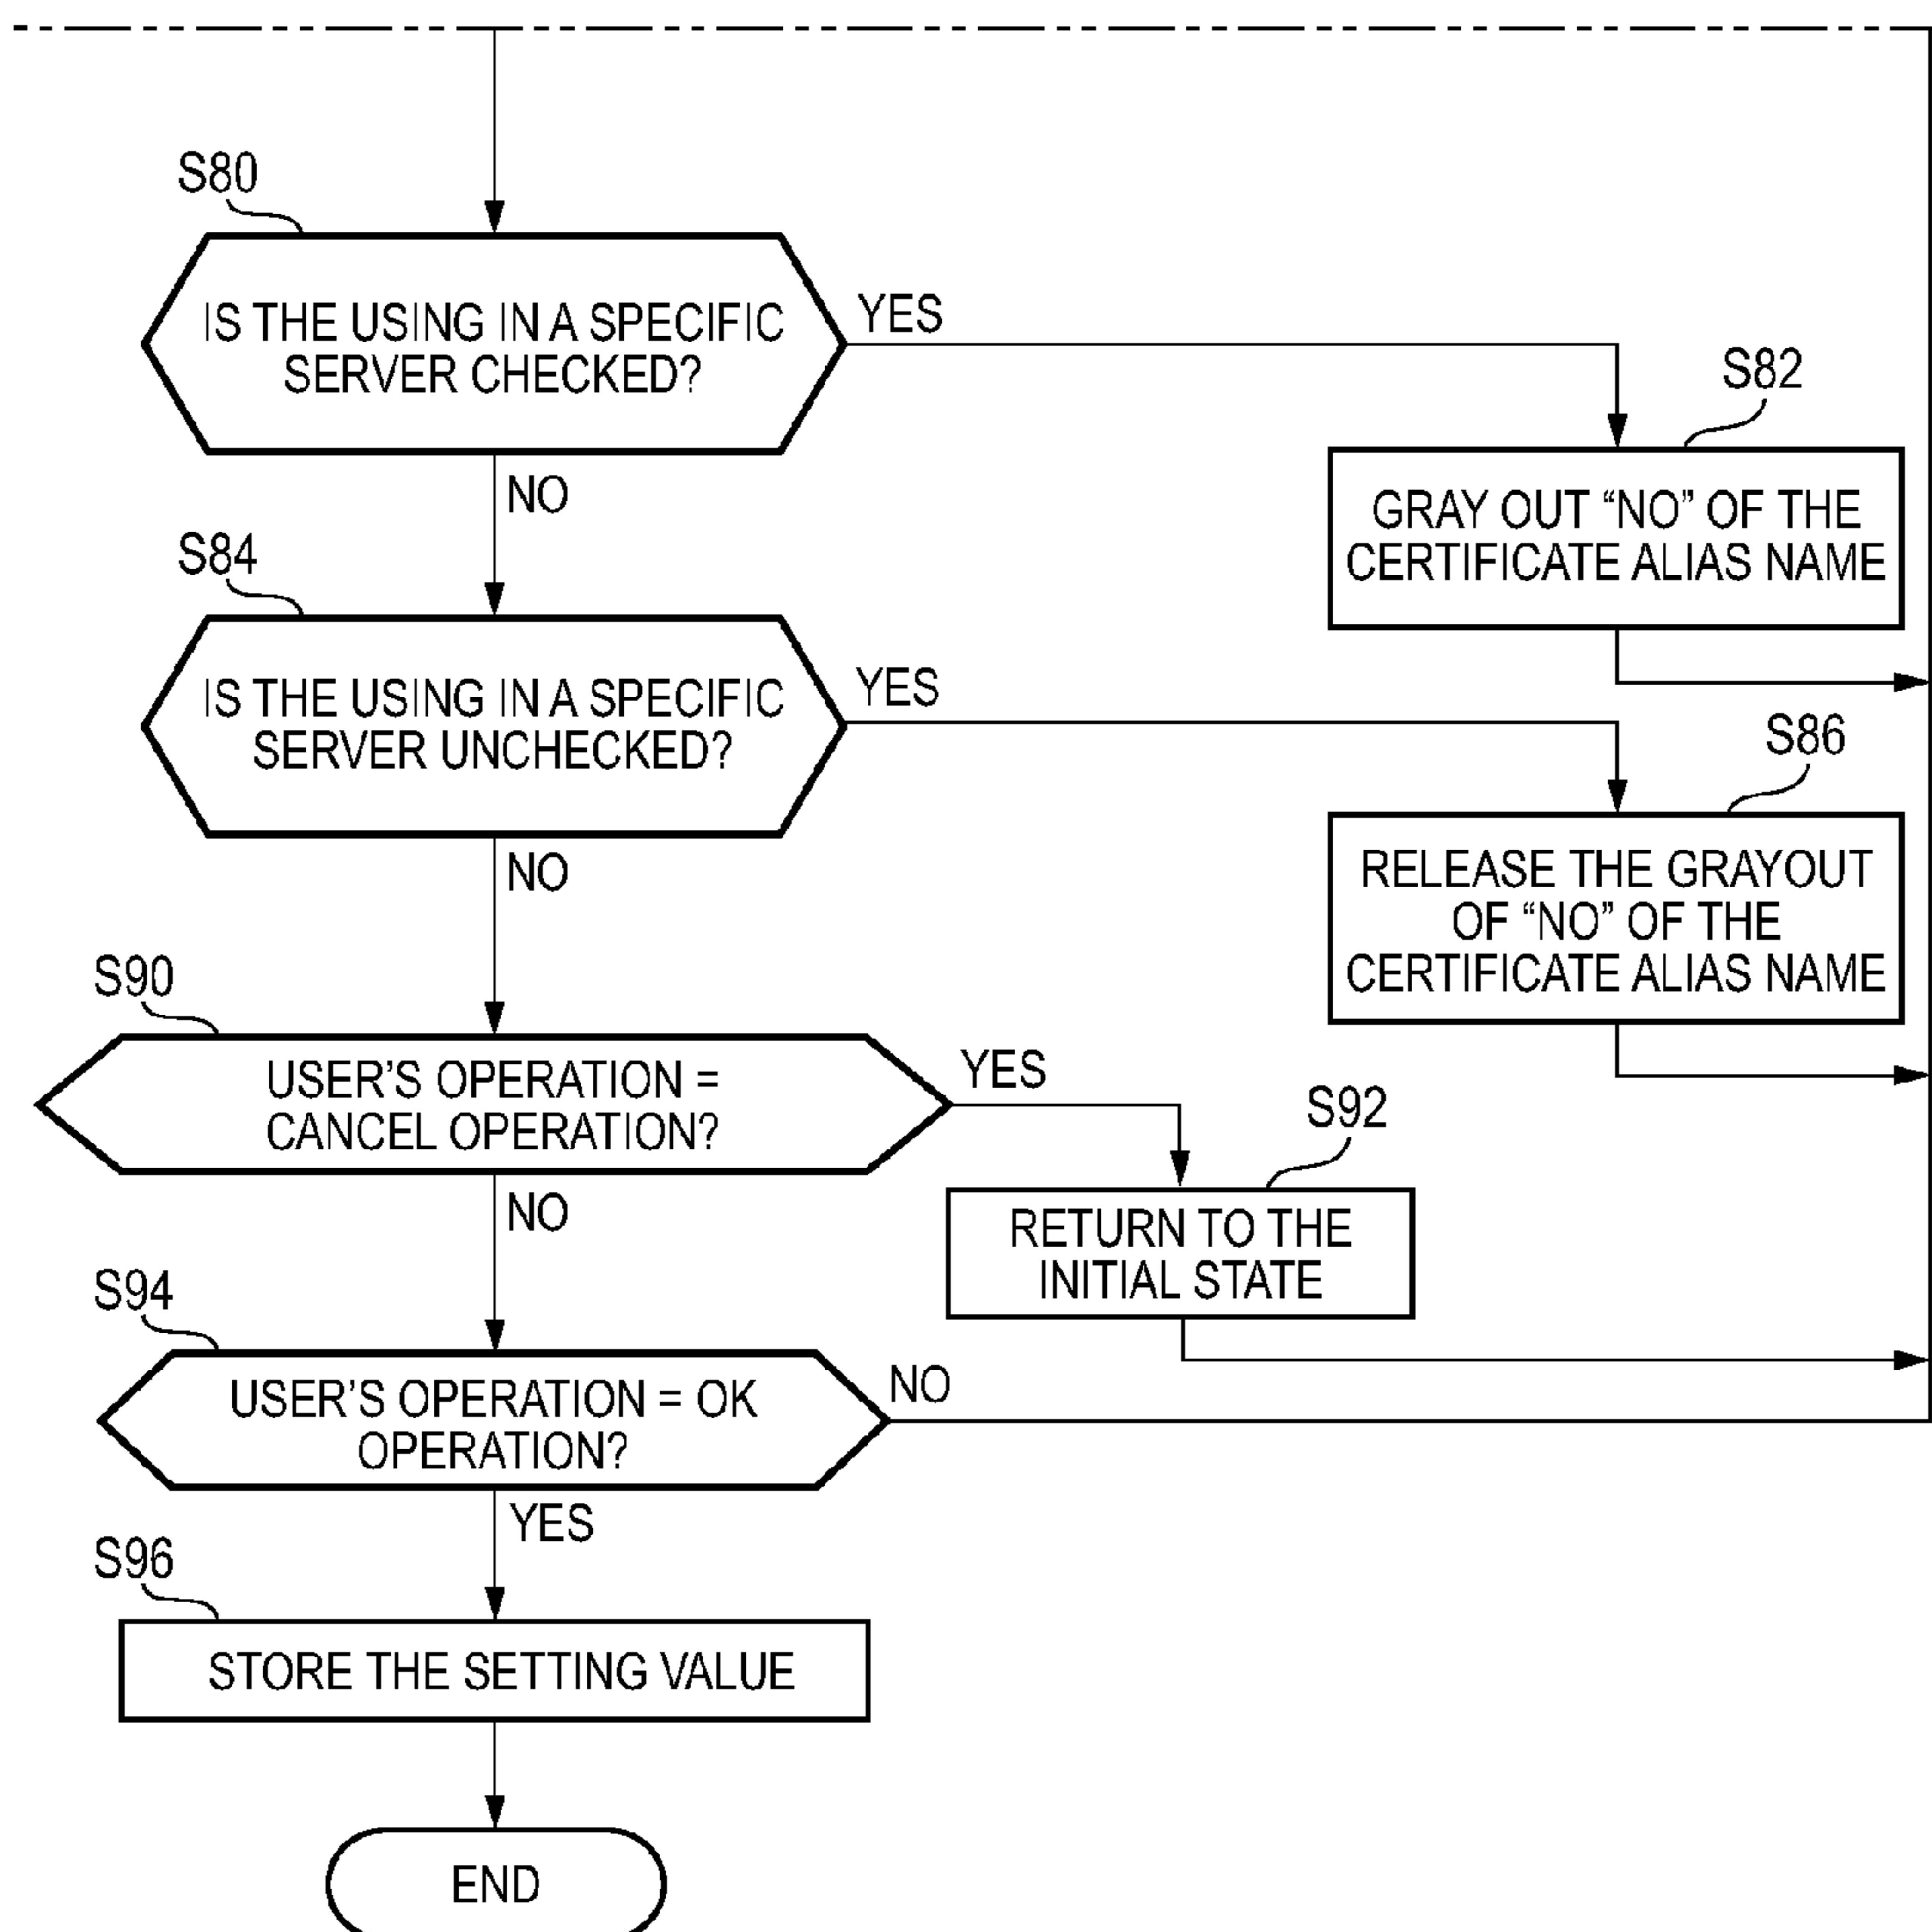 S80
IS THE USING IN A SPECIFIC
SERVER CHECKED?
YES
NO
S82
GRAY OUT “NO” OF THE
CERTIFICATE ALIAS NAME
S84
IS THE USING IN A SPECIFIC
SERVER UNCHECKED?
YES
NO
S86
RELEASE THE GRAYOUT
OF “NO” OF THE
CERTIFICATE ALIAS NAME
S90
USER’S OPERATION =
CANCEL OPERATION?
YES
NO
S92
RETURN TO THE
INITIAL STATE
S94
USER’S OPERATION = OK
OPERATION?
NO
YES
S96
STORE THE SETTING VALUE
END